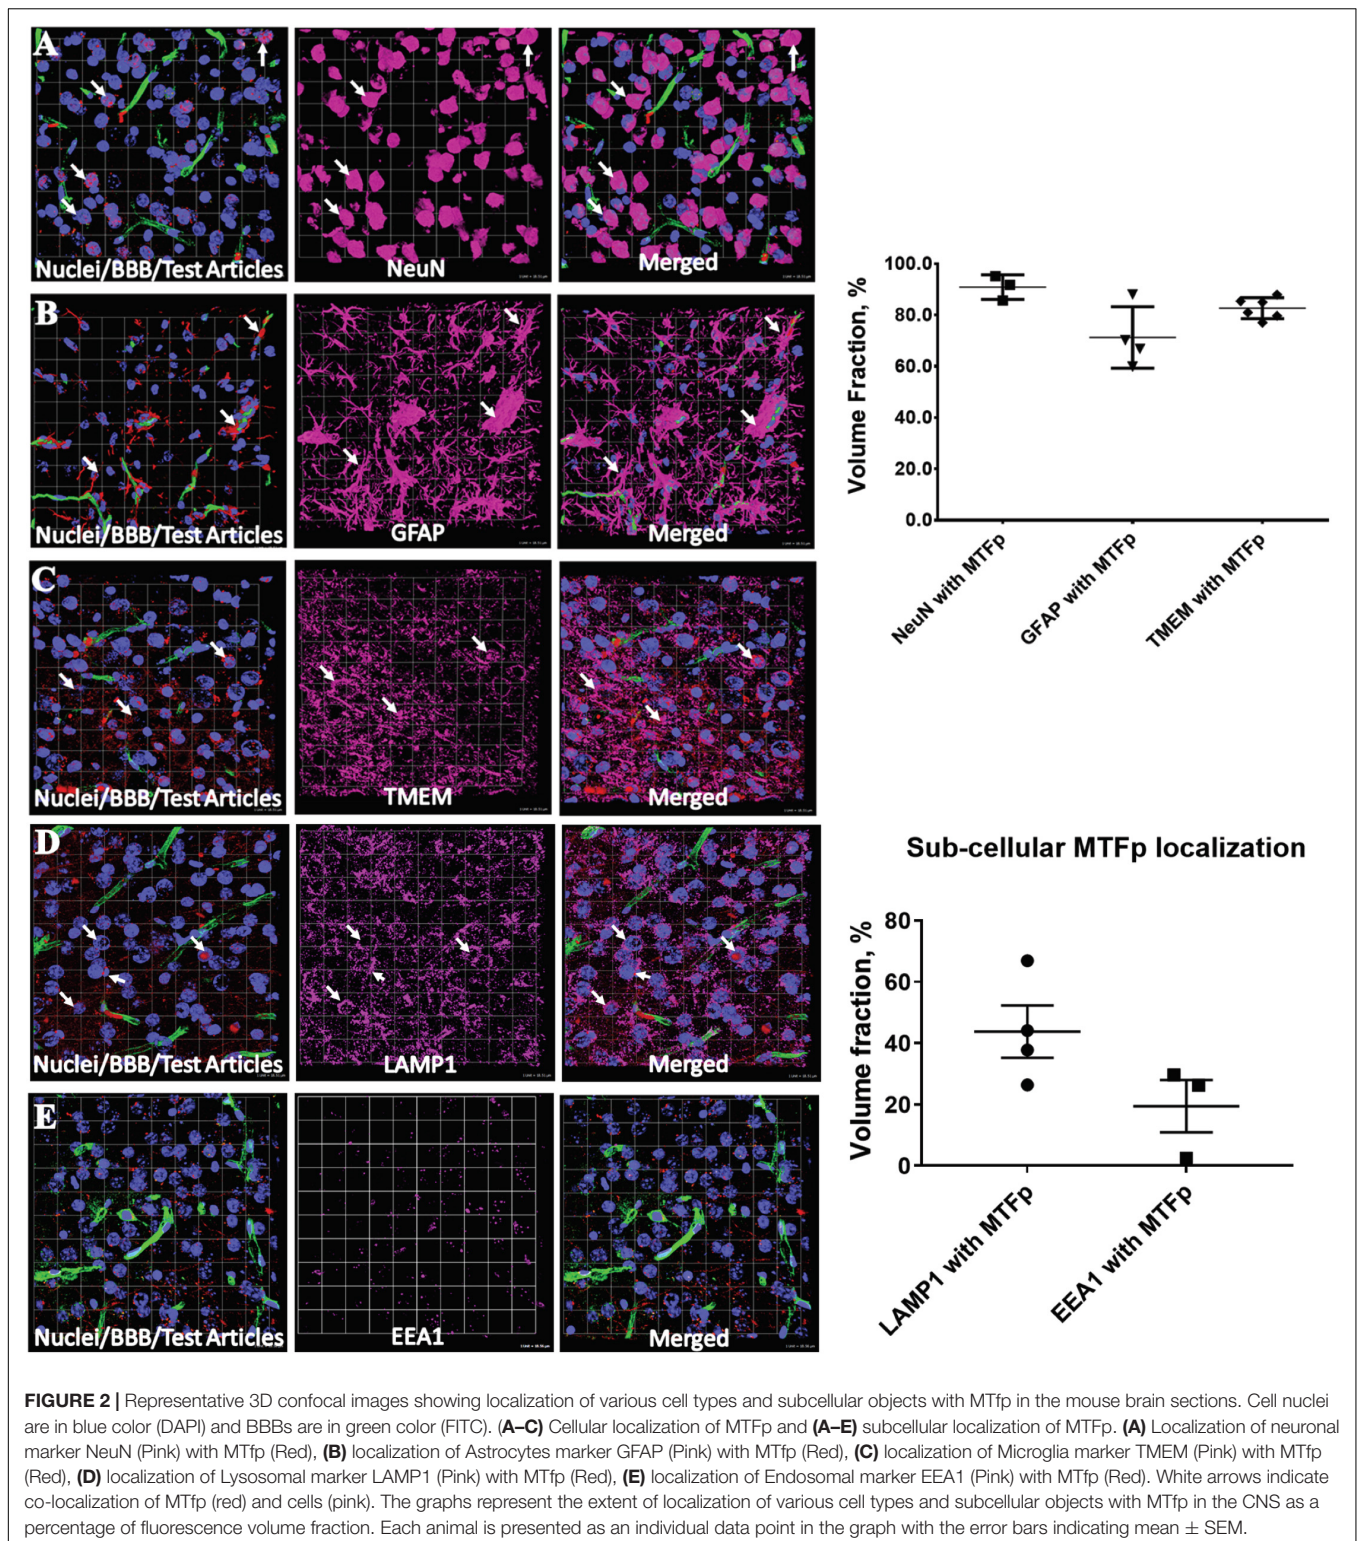 A
Nuclei/BBB/Test Articles
NeuN
Merged
B
Nuclei/BBB/Test Articles
GFAP
Merged
C
Nuclei/BBB/Test Articles
TMEM
Merged
D
Nuclei/BBB/Test Articles
LAMP1
Merged
E
Nuclei/BBB/Test Articles
EEA1
Merged
Volume Fraction, %
100.0
80.0
60.0
40.0
20.0
0.0
NeuN with MTFp
GFAP with MTFp
TMEM with MTFp
Sub-cellular MTFp localization
Volume fraction, %
80
60
40
20
0
LAMP1 with MTFp
EEA1 with MTFp
FIGURE 2 | Representative 3D confocal images showing localization of various cell types and subcellular objects with MTfp in the mouse brain sections. Cell nuclei
are in blue color (DAPI) and BBBs are in green color (FITC). (A–C) Cellular localization of MTFp and (A–E) subcellular localization of MTFp. (A) Localization of neuronal
marker NeuN (Pink) with MTfp (Red), (B) localization of Astrocytes marker GFAP (Pink) with MTfp (Red), (C) localization of Microglia marker TMEM (Pink) with MTfp
(Red), (D) localization of Lysosomal marker LAMP1 (Pink) with MTfp (Red), (E) localization of Endosomal marker EEA1 (Pink) with MTfp (Red). White arrows indicate
co-localization of MTfp (red) and cells (pink). The graphs represent the extent of localization of various cell types and subcellular objects with MTfp in the CNS as a
percentage of fluorescence volume fraction. Each animal is presented as an individual data point in the graph with the error bars indicating mean ± SEM.